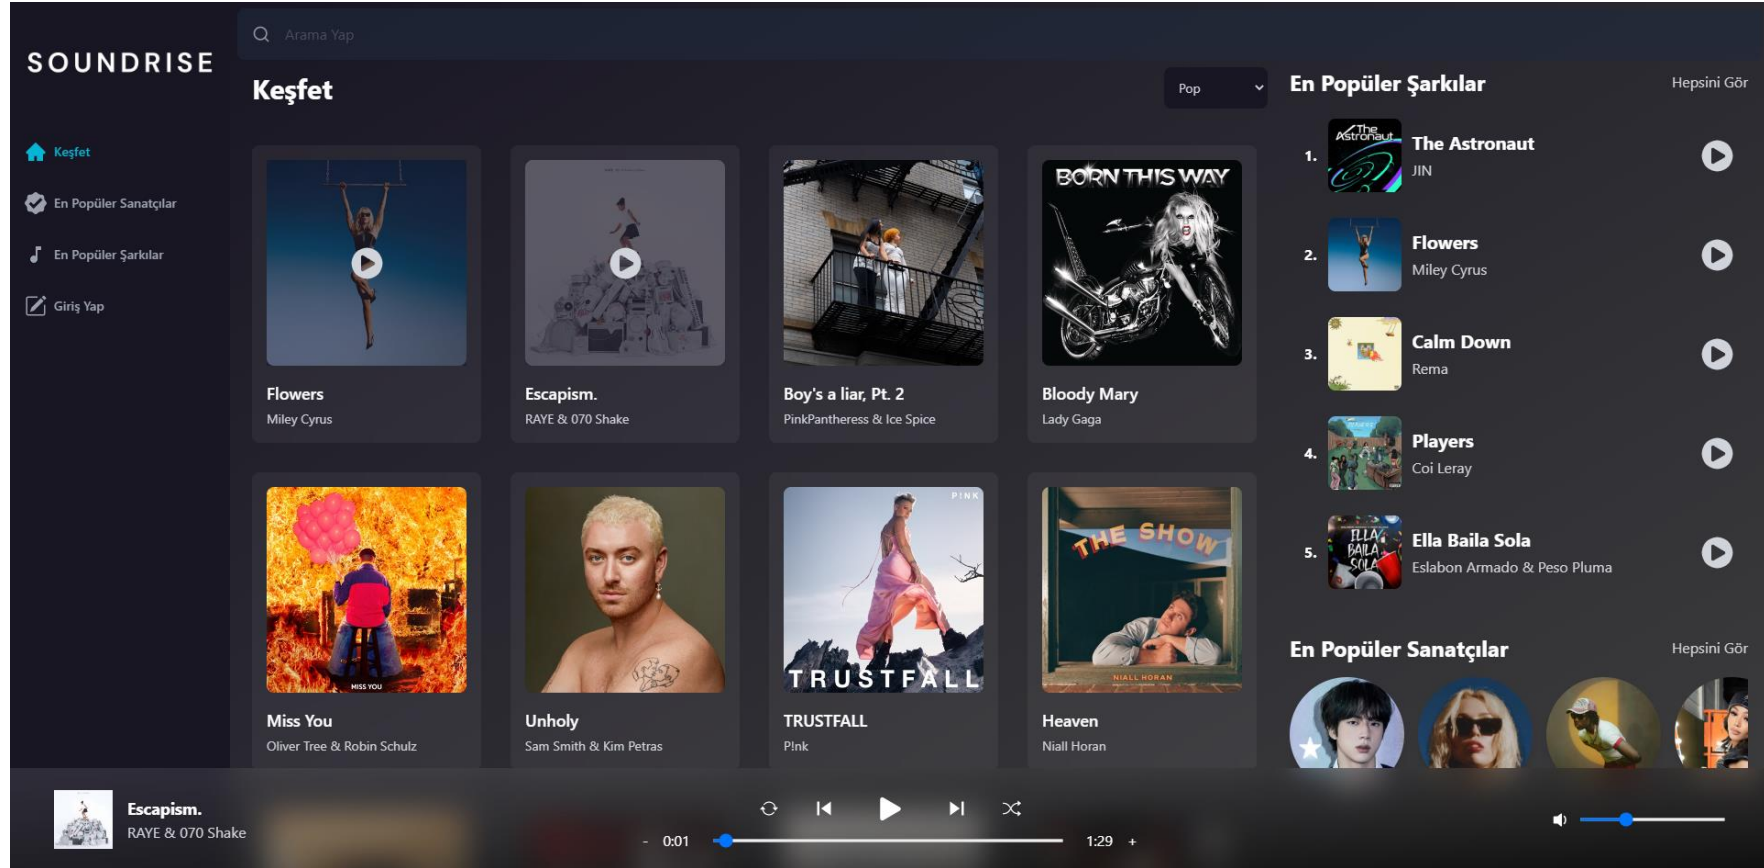 SOUNDRISE
Keşfet
En Popüler Sanatçılar
En Popüler Şarkılar
Giriş Yap
Arama Yap
Keşfet
Pop
Flowers
Miley Cyrus
Escapism.
RAYE & 070 Shake
Boy's a liar, Pt. 2
PinkPantheress & Ice Spice
BORN THIS WAY
Bloody Mary
Lady Gaga
MISS YOU
Miss You
Oliver Tree & Robin Schulz
Unholy
Sam Smith & Kim Petras
P!NK
TRUSTFALL
TRUSTFALL
P!nk
THE SHOW
NIALL HORAN
Heaven
Niall Horan
En Popüler Şarkılar
Hepsini Gör
1.
The Astronaut
The Astronaut
JIN
2.
Flowers
Miley Cyrus
3.
Calm Down
Rema
4.
Players
Coi Leray
5.
ELLA BAILA SOLA
Ella Baila Sola
Eslabon Armado & Peso Pluma
En Popüler Sanatçılar
Hepsini Gör
Escapism.
RAYE & 070 Shake
- 0:01
1:29 +